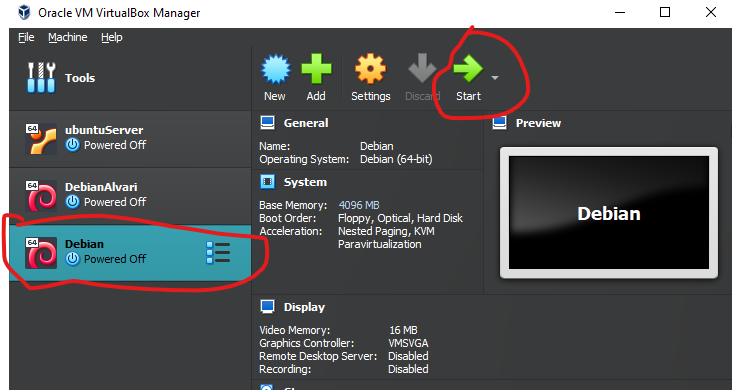 Oracle VM VirtualBox Manager
File Machine Help
Tools
New Add Settings Discard Start
64
ubuntuServer
Powered Off
64
DebianAlvari
Powered Off
64
Debian
Powered Off
General
Name: Debian
Operating System: Debian (64-bit)
System
Base Memory: 4096 MB
Boot Order: Floppy, Optical, Hard Disk
Acceleration: Nested Paging, KVM
Paravirtualization
Preview
Debian
Display
Video Memory: 16 MB
Graphics Controller: VMSVGA
Remote Desktop Server: Disabled
Recording: Disabled